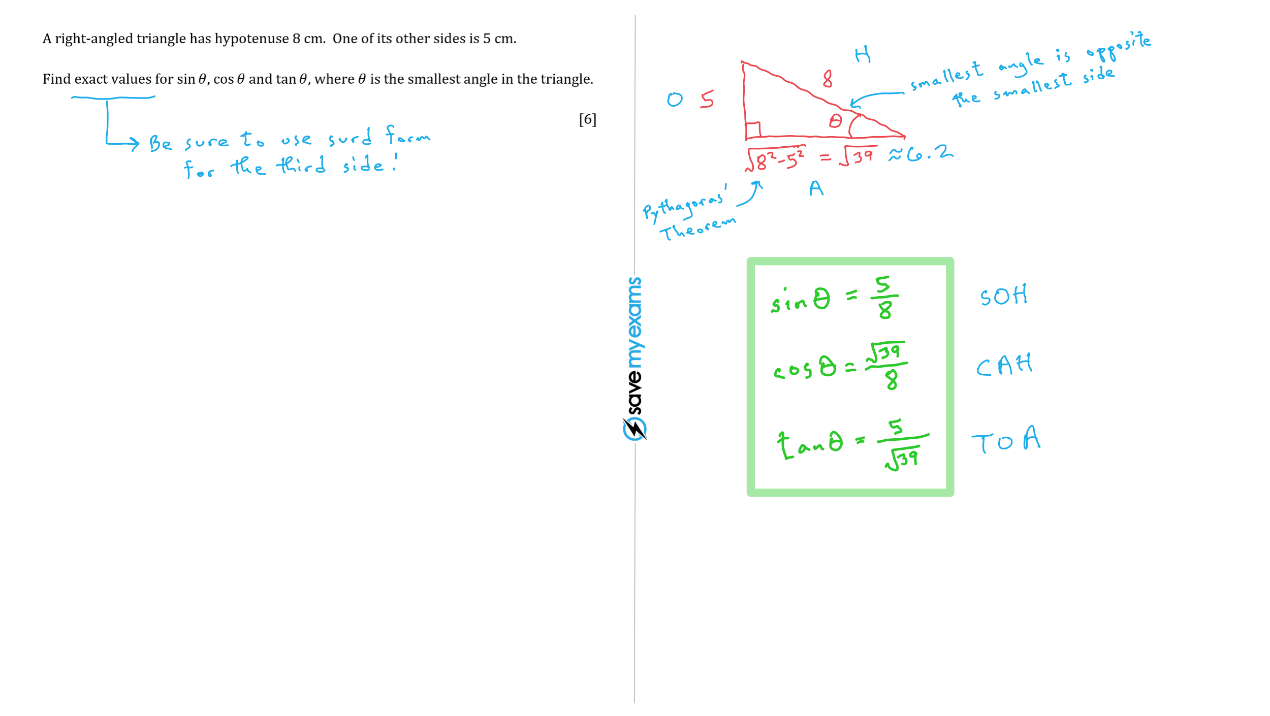 A right-angled triangle has hypotenuse 8 cm. One of its other sides is 5 cm.
Find exact values for sin θ, cos θ and tan θ, where θ is the smallest angle in the triangle.
[6]
Be sure to use surd form
for the third side!
savemyexams
H
8
smallest angle is opposite
the smallest side
O 5
θ
√8²-5² = √39 ≈6.2
A
Pythagoras'
Theorem
sin θ = 5/8 SOH
cos θ = √39/8 CAH
tan θ = 5/√39 TOA